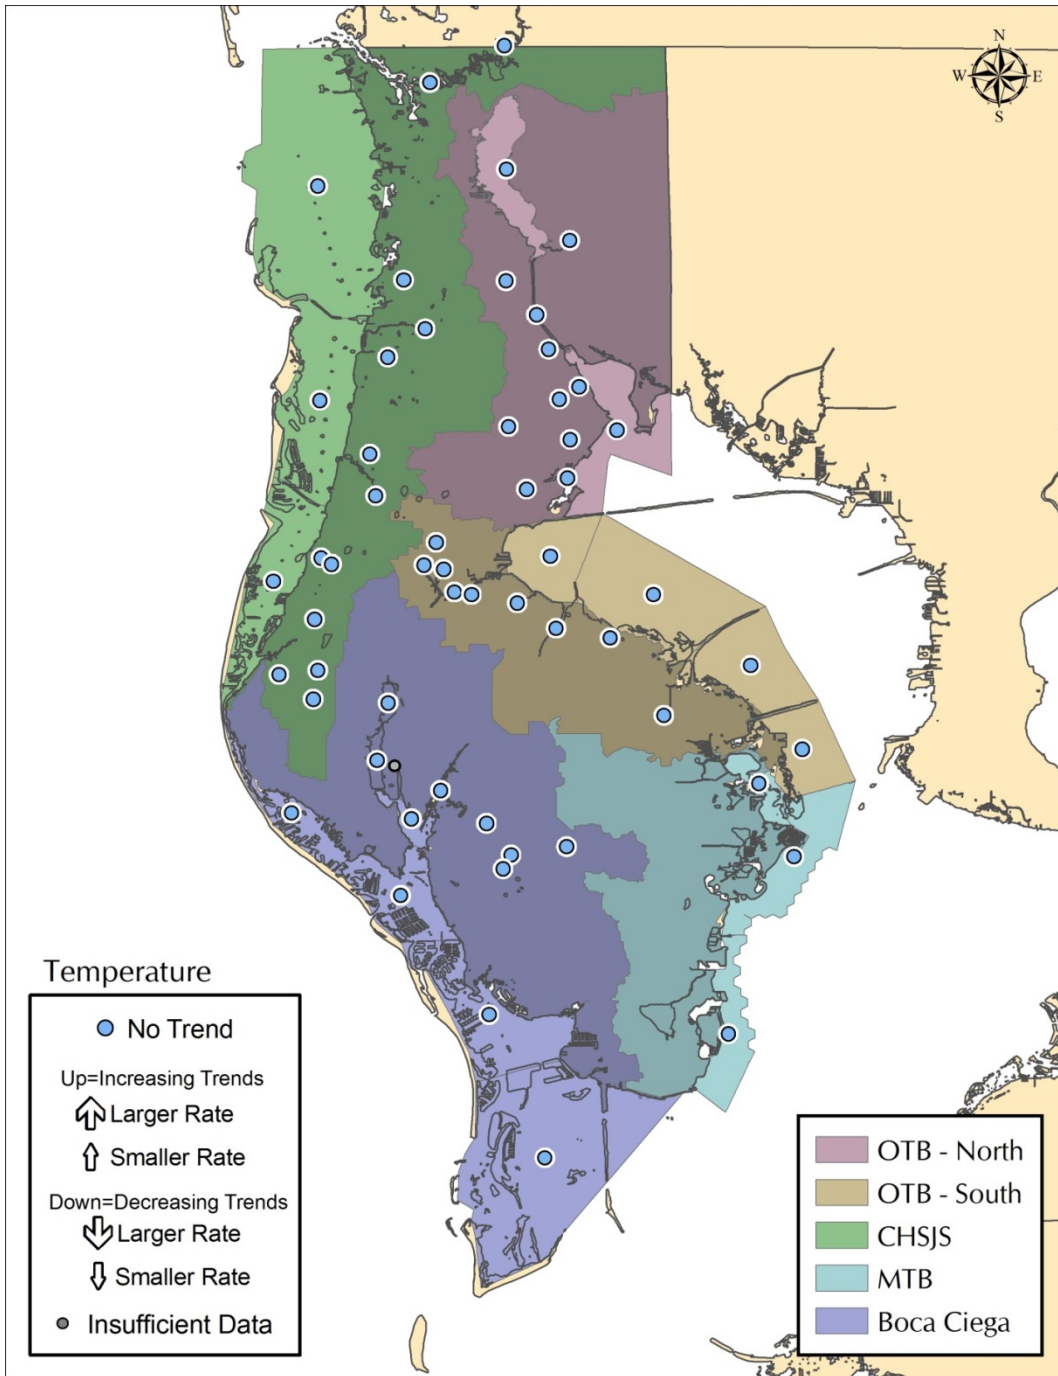 N
W E
S
Temperature
No Trend
Up=Increasing Trends
Larger Rate
Smaller Rate
Down=Decreasing Trends
Larger Rate
Smaller Rate
Insufficient Data
OTB - North
OTB - South
CHSJS
MTB
Boca Ciega